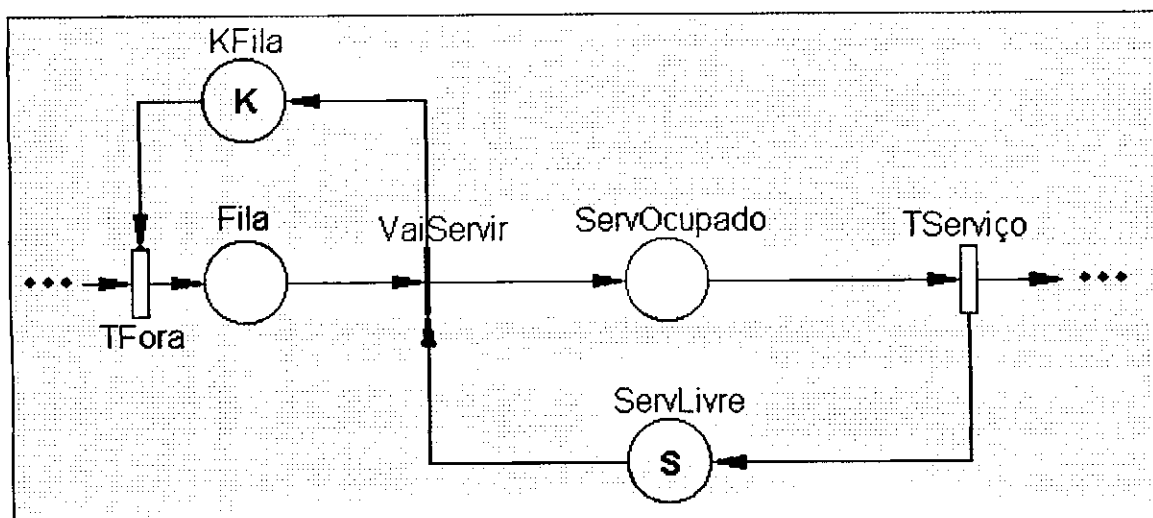 KFila
K
Fila
VaiServir
ServOcupado
TServiço
TFora
ServLivre
S